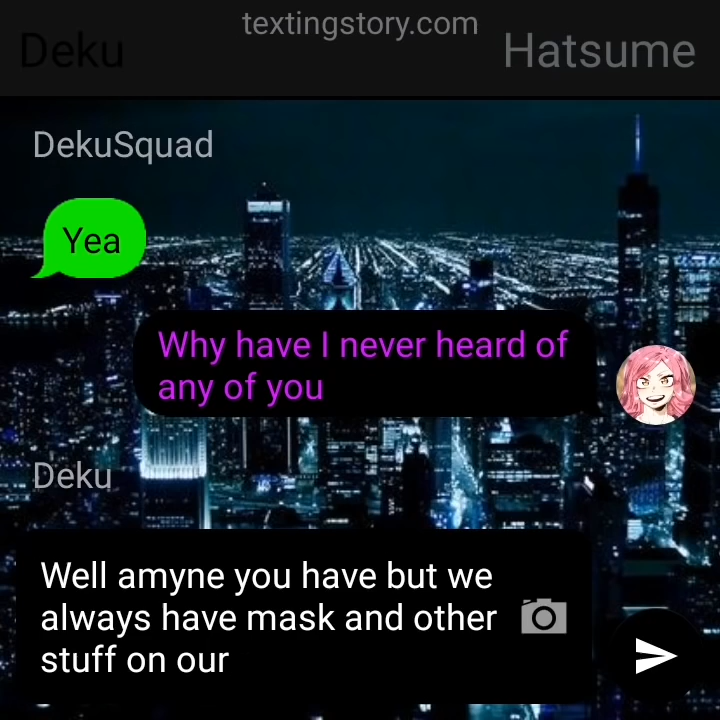 textingstory.com
Deku
Hatsume
DekuSquad
Yea
Why have I never heard of
any of you
Deku
Well amyne you have but we
always have mask and other
stuff on our